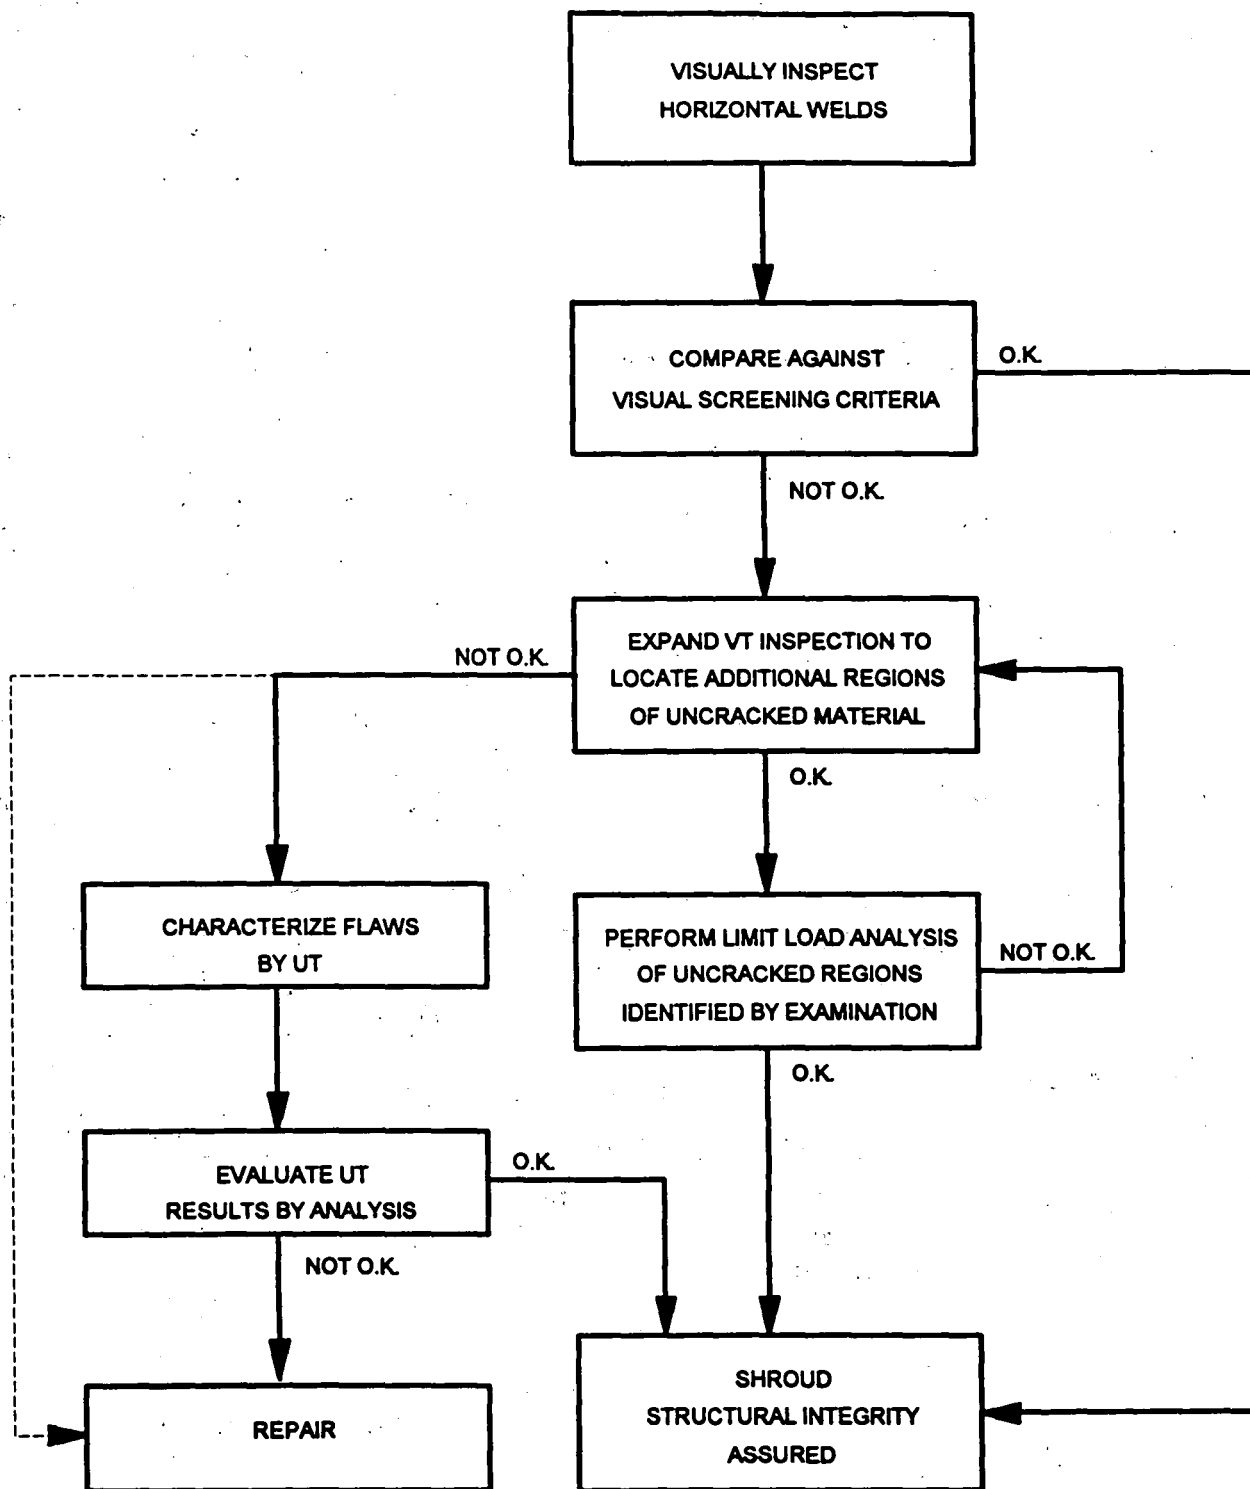 VISUALLY INSPECT
HORIZONTAL WELDS
COMPARE AGAINST
VISUAL SCREENING CRITERIA
O.K.
NOT O.K.
EXPAND VT INSPECTION TO
LOCATE ADDITIONAL REGIONS
OF UNCRACKED MATERIAL
NOT O.K.
O.K.
CHARACTERIZE FLAWS
BY UT
PERFORM LIMIT LOAD ANALYSIS
OF UNCRACKED REGIONS
IDENTIFIED BY EXAMINATION
NOT O.K.
O.K.
EVALUATE UT
RESULTS BY ANALYSIS
O.K.
NOT O.K.
REPAIR
SHROUD
STRUCTURAL INTEGRITY
ASSURED